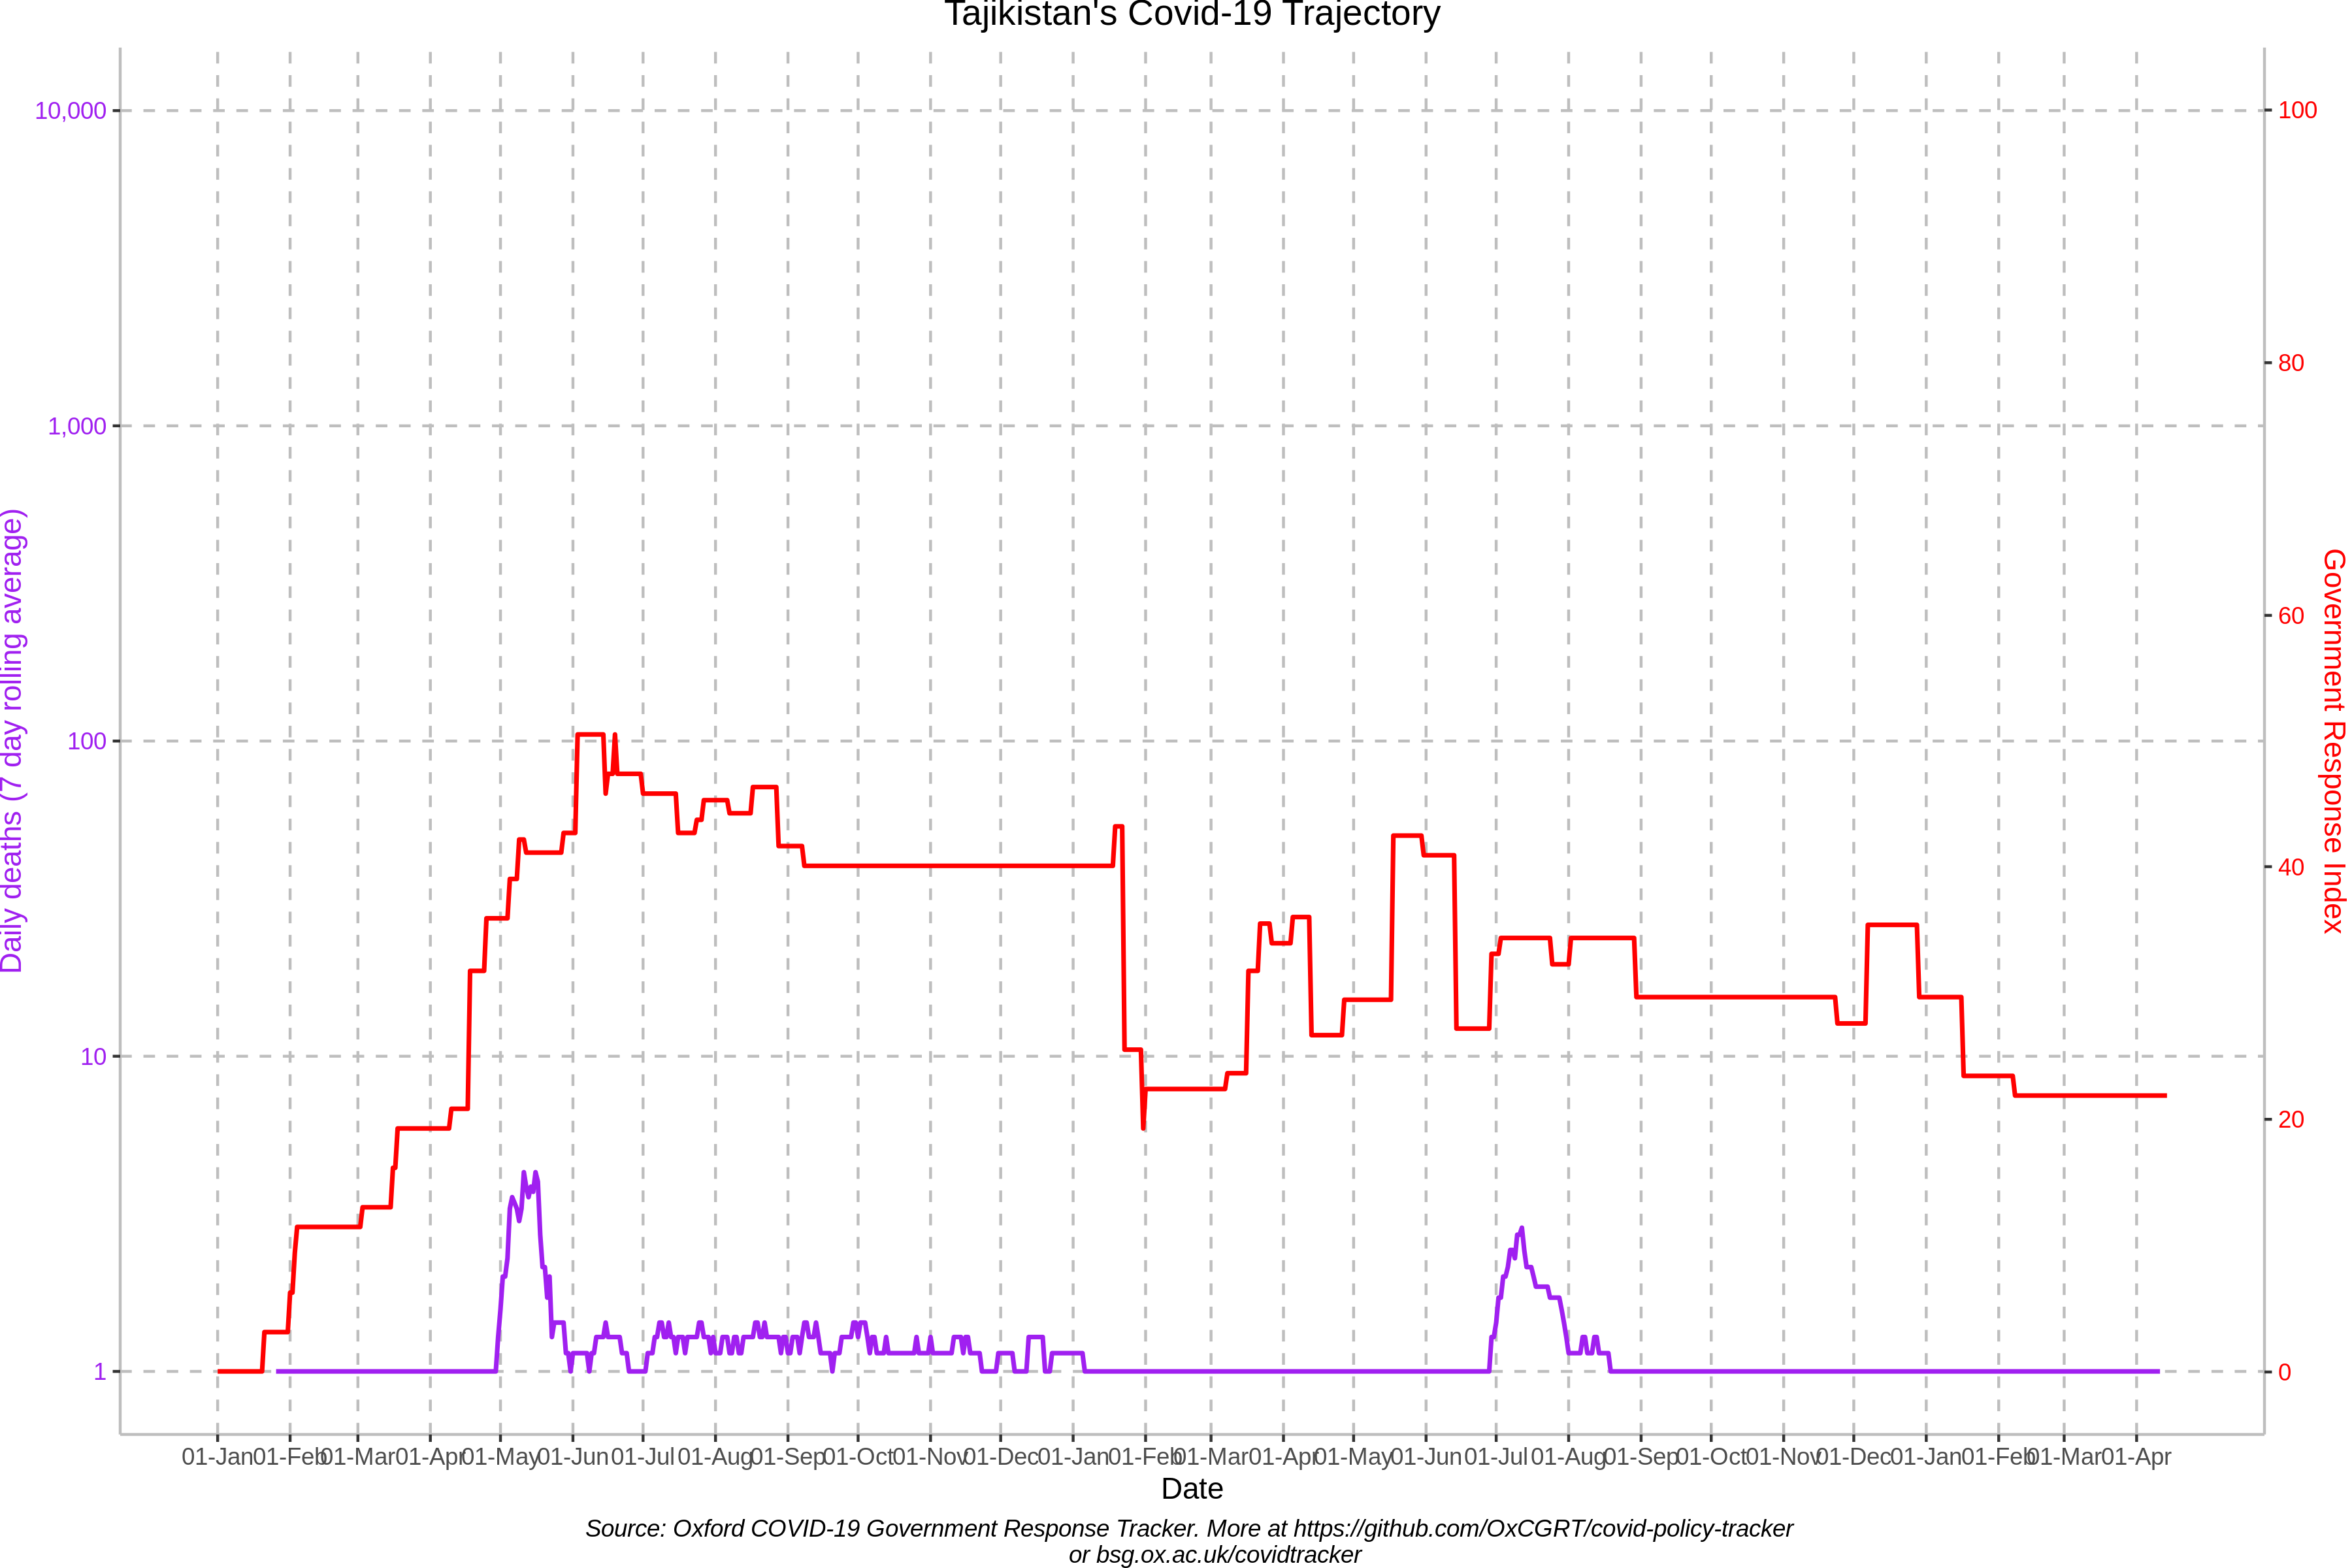 Tajikistan's Covid-19 Trajectory
10,000
1,000
100
10
1
Daily deaths (7 day rolling average)
100
80
60
40
20
0
Government Response Index
01-Jan 01-Feb 01-Mar 01-Apr 01-May 01-Jun 01-Jul 01-Aug 01-Sep 01-Oct 01-Nov 01-Dec 01-Jan 01-Feb 01-Mar 01-Apr 01-May 01-Jun 01-Jul 01-Aug 01-Sep 01-Oct 01-Nov 01-Dec 01-Jan 01-Feb 01-Mar 01-Apr
Date
Source: Oxford COVID-19 Government Response Tracker. More at https://github.com/OxCGRT/covid-policy-tracker
or bsg.ox.ac.uk/covidtracker